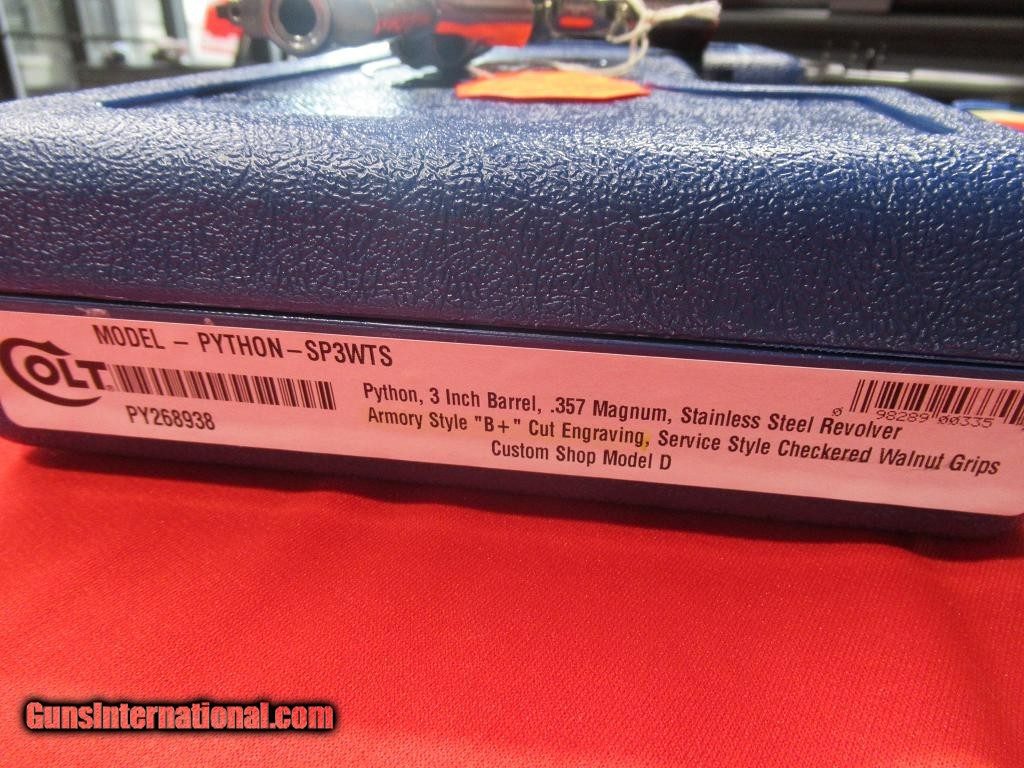 MODEL - PYTHON-SP3WTS
COLT
PY268938
Python, 3 Inch Barrel, .357 Magnum, Stainless Steel Revolver
Armory Style "B+" Cut Engraving, Service Style Checkered Walnut Grips
Custom Shop Model D
0 98289 00335
GunsInternational.com